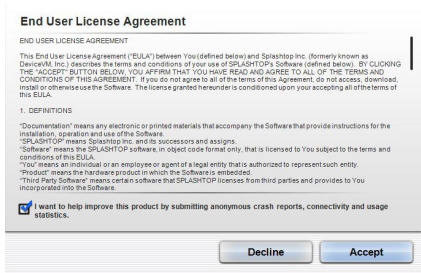 End User License Agreement
END USER LICENSE AGREEMENT
This End User License Agreement ("EULA") between You (defined below) and Splashtop Inc. (formerly known as
DeviceVM, Inc.) describes the terms and conditions of your use of SPLASHTOP's Software (defined below). BY CLICKING
THE "ACCEPT" BUTTON BELOW, YOU AFFIRM THAT YOU HAVE READ AND AGREE TO ALL OF THE TERMS AND
CONDITIONS OF THIS AGREEMENT. If you do not agree to all of the terms of this Agreement, do not access, download,
install or otherwise use the Software. The license granted hereunder is conditioned upon your accepting all of the terms of
this EULA.
1. DEFINITIONS
"Documentation" means any electronic or printed materials that accompany the Software that provide instructions for the
installation, operation and use of the Software.
"SPLASHTOP" means Splashtop Inc. and its successors and assigns.
"Software" means the SPLASHTOP software, in object code format only, that is licensed to You subject to the terms and
conditions of this EULA.
"You" means an individual or an employee or agent of a legal entity that is authorized to represent such entity.
"Product" means the hardware product in which the Software is embedded.
"Third Party Software" means certain software that SPLASHTOP licenses from third parties and provides to You
incorporated into the Software.
I want to help improve this product by submitting anonymous crash reports, connectivity and usage
statistics.
Decline Accept